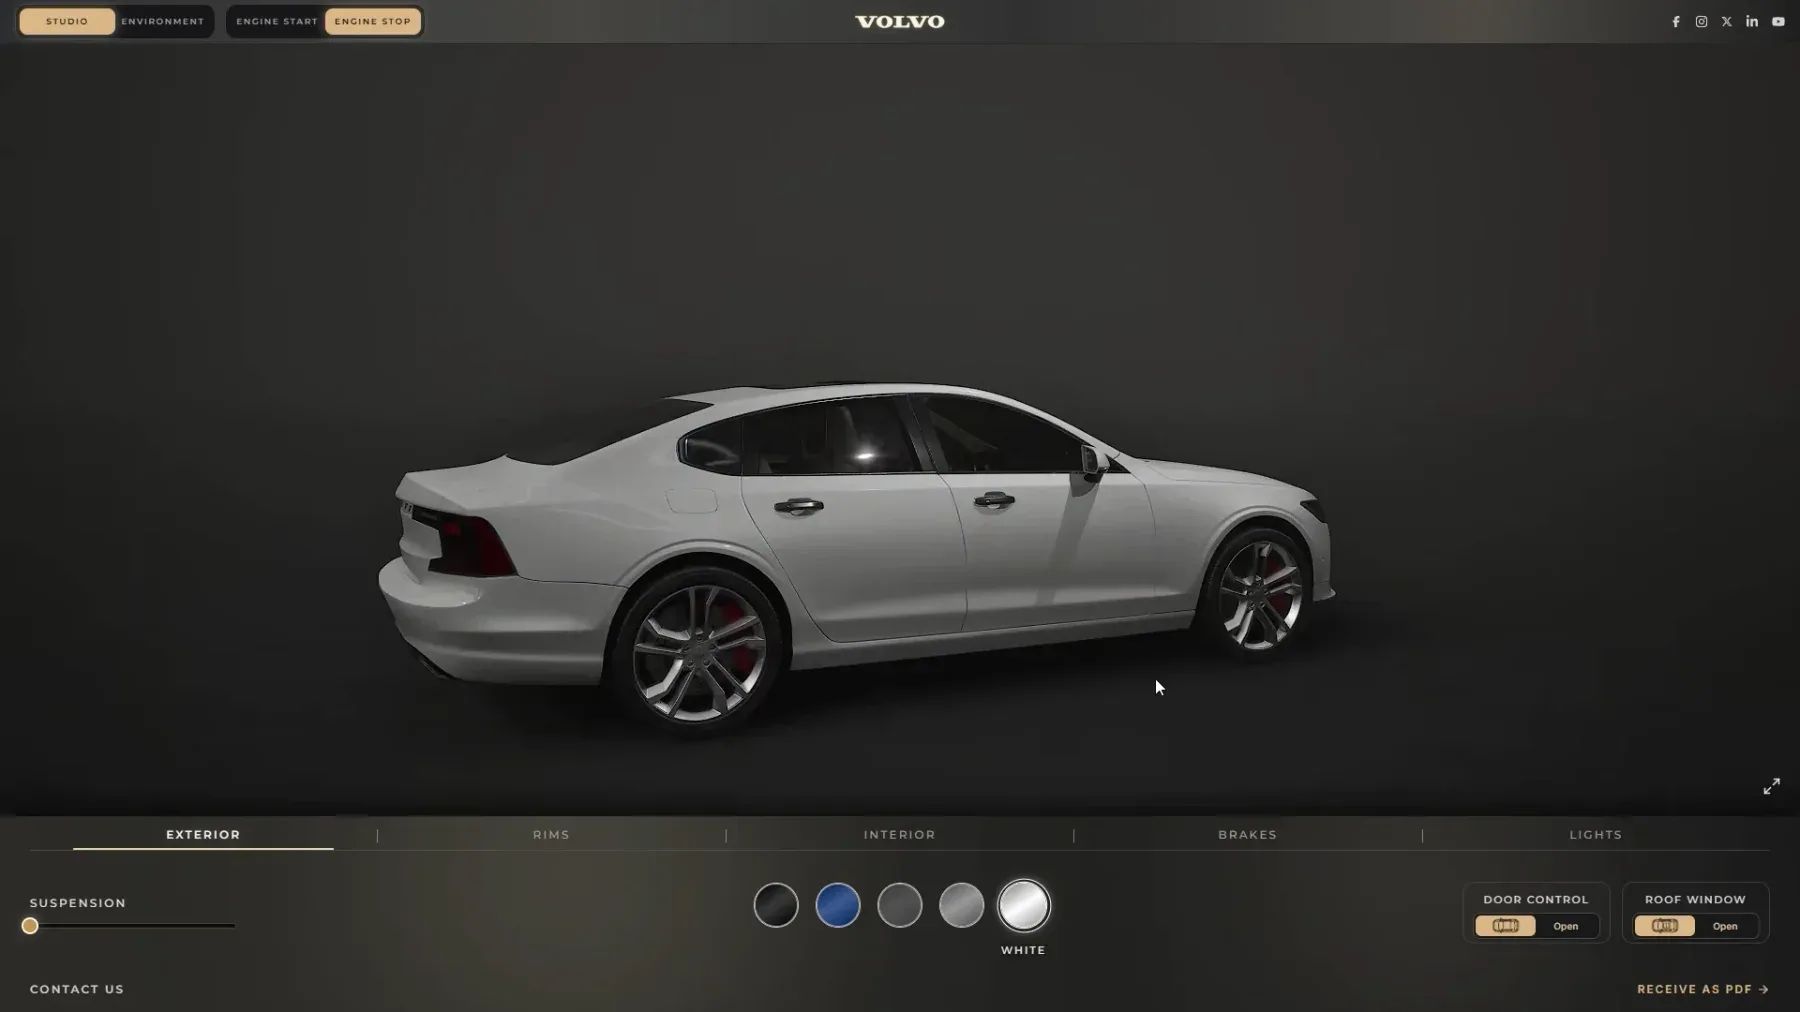 STUDIO ENVIRONMENT ENGINE START ENGINE STOP VOLVO
EXTERIOR RIMS INTERIOR BRAKES LIGHTS
SUSPENSION
WHITE
DOOR CONTROL ROOF WINDOW
Open Open
CONTACT US RECEIVE AS PDF →